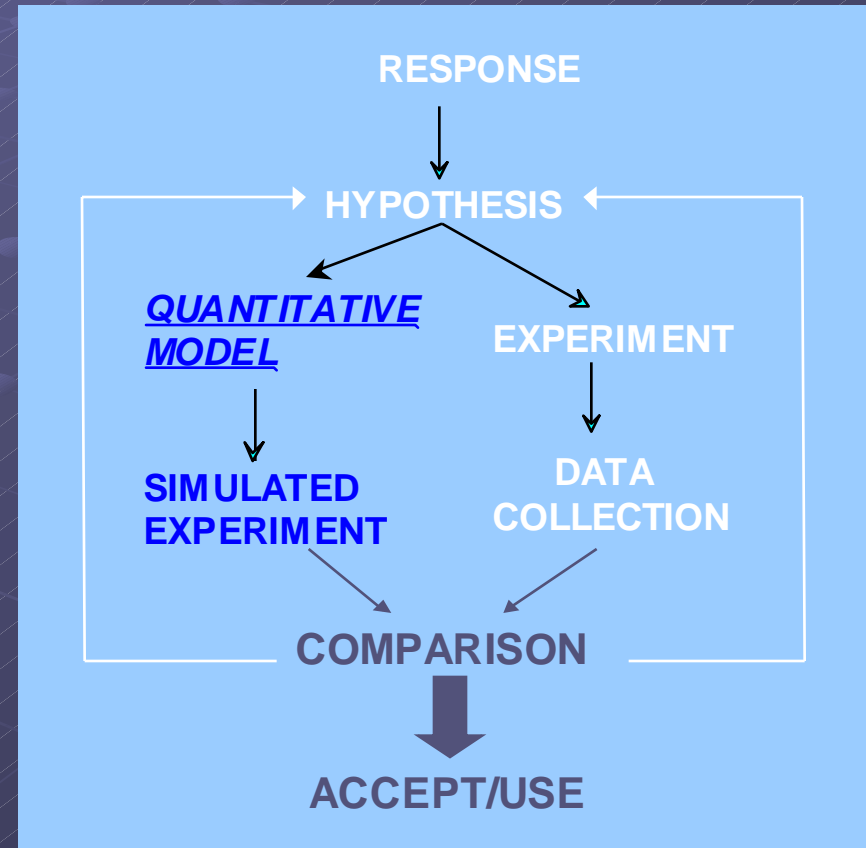 RESPONSE
HYPOTHESIS
QUANTITATIVE
MODEL
EXPERIMENT
SIMULATED
EXPERIMENT
DATA
COLLECTION
COMPARISON
ACCEPT/USE